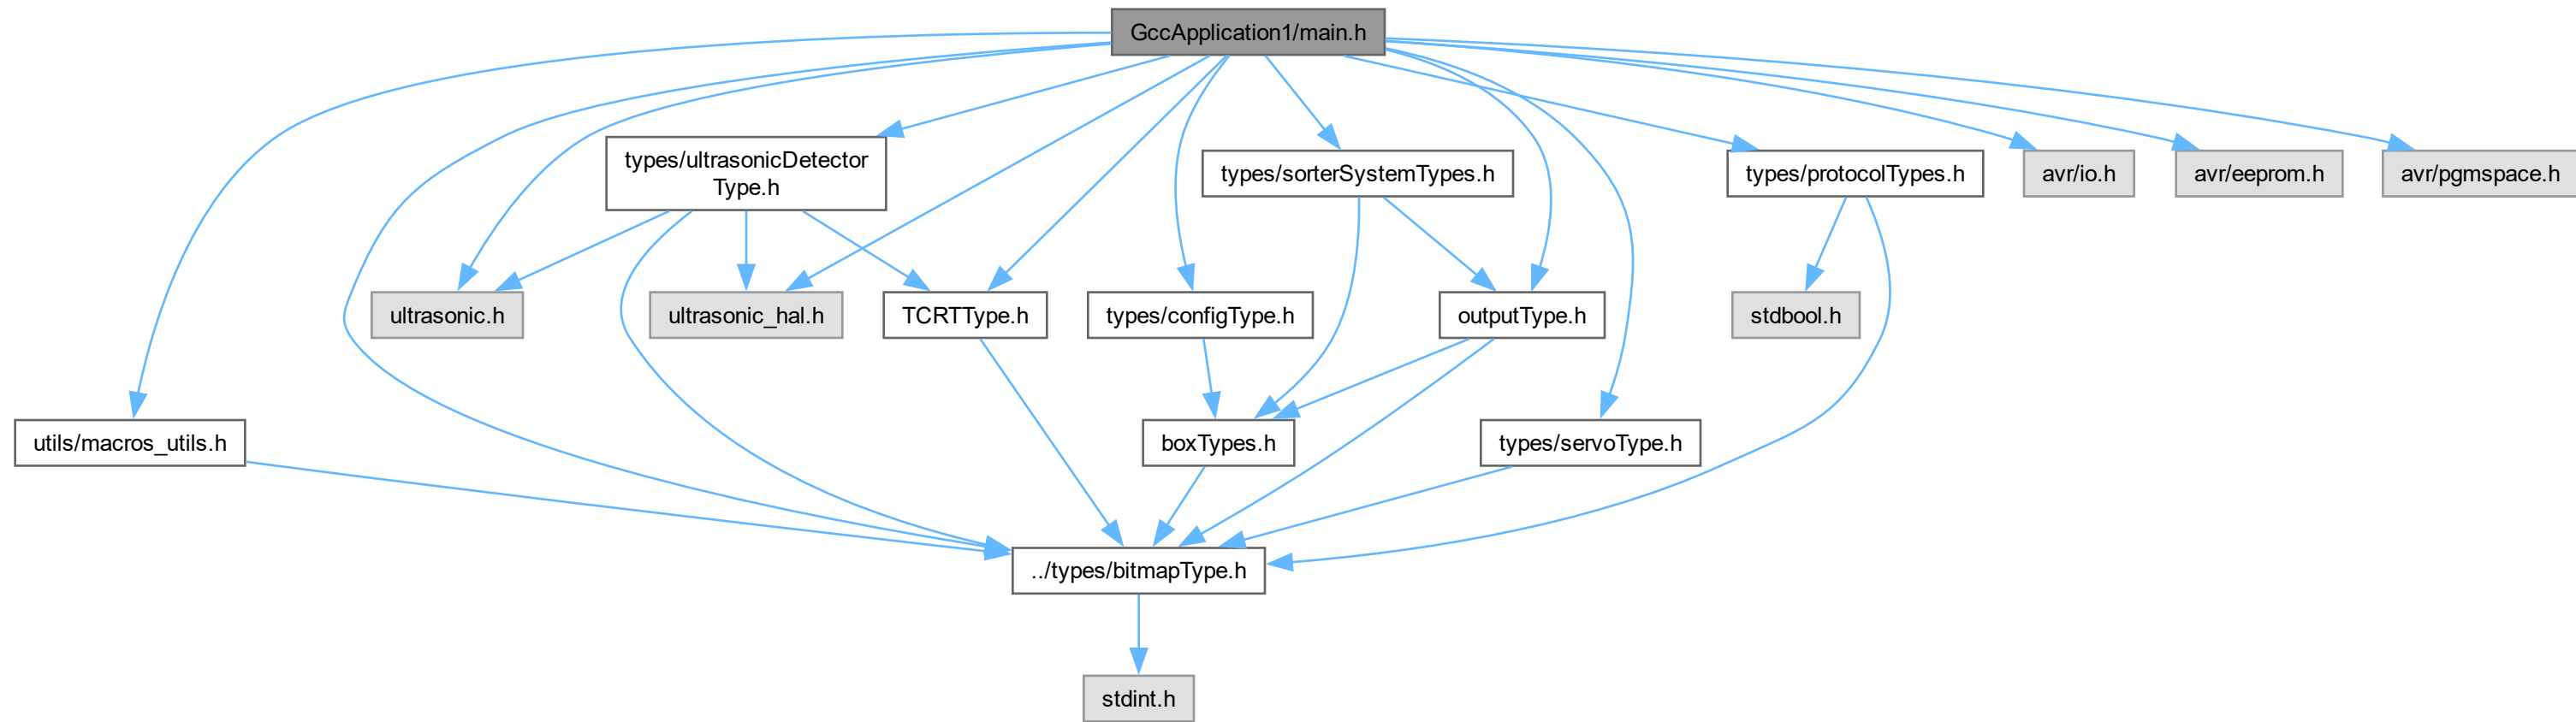 GccApplication1/main.h
types/ultrasonicDetector
Type.h
types/sorterSystemTypes.h
types/protocolTypes.h
avr/io.h
avr/eeprom.h
avr/pgmspace.h
ultrasonic.h
ultrasonic_hal.h
TCRTType.h
types/configType.h
outputType.h
stdbool.h
utils/macros_utils.h
boxTypes.h
types/servoType.h
../types/bitmapType.h
stdint.h